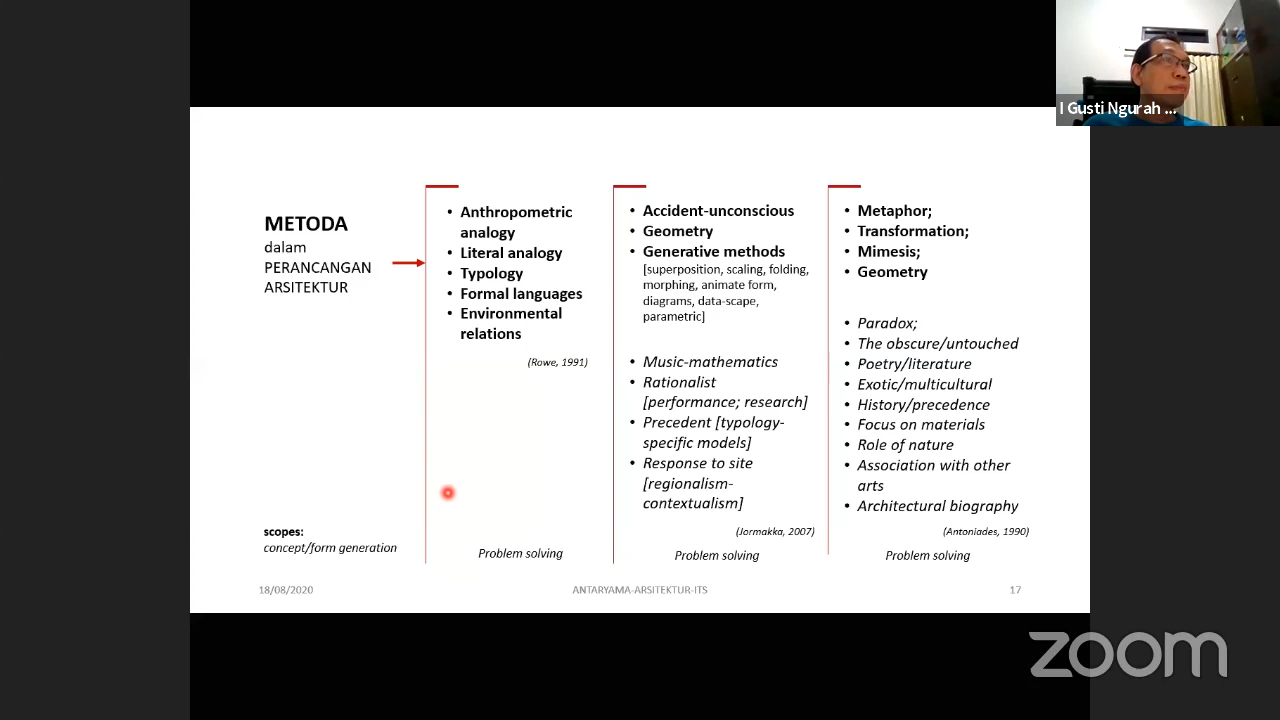 I Gusti Ngurah ...
METODA
dalam
PERANCANGAN
ARSITEKTUR
scopes:
concept/form generation
• Anthropometric
analogy
• Literal analogy
• Typology
• Formal languages
• Environmental
relations
(Rowe, 1991)
Problem solving
• Accident-unconscious
• Geometry
• Generative methods
[superposition, scaling, folding,
morphing, animate form,
diagrams, data-scape,
parametric]
• Music-mathematics
• Rationalist
[performance; research]
• Precedent [typology-
specific models]
• Response to site
[regionalism-
contextualism]
(Jormakka, 2007)
Problem solving
• Metaphor;
• Transformation;
• Mimesis;
• Geometry
• Paradox;
• The obscure/untouched
• Poetry/literature
• Exotic/multicultural
• History/precedence
• Focus on materials
• Role of nature
• Association with other
arts
• Architectural biography
(Antoniades, 1990)
Problem solving
18/08/2020
ANTARYAMA-ARSITEKTUR-ITS
17
zoom